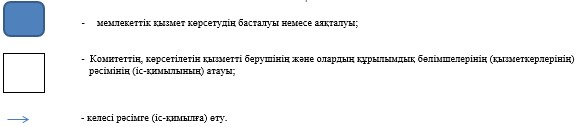 - мемлекеттік қызмет көрсетудің басталуы немесе аяқталуы;
- Комитеттің, көрсетілетін қызметті берушінің және олардың құрылымдық бөлімшелерінің (қызметкерлерінің)
рәсімінің (іс-қимылының) атауы;
- келесі рәсімге (іс-қимылға) өту.